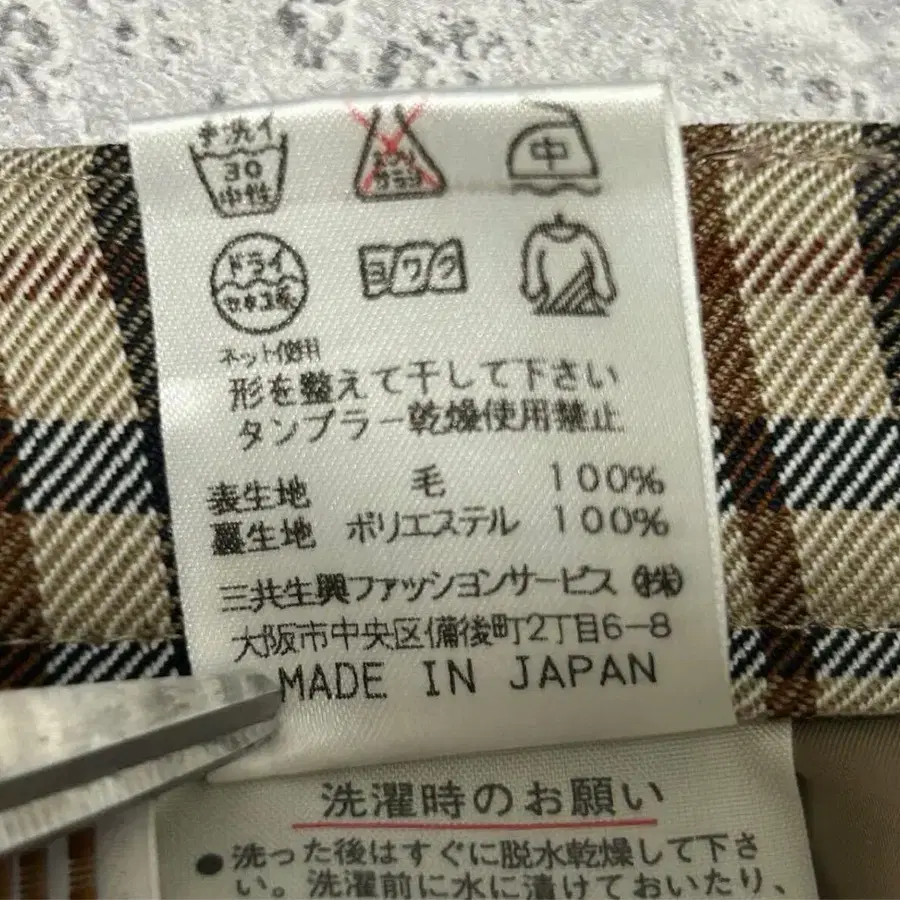 手洗イ
30
中性
エンソ
サラシ
中
ドライ
セキユ系
ヨワク
ネット使用
形を整えて干して下さい
タンブラー乾燥使用禁止
表生地 毛 100%
裏生地 ポリエステル 100%
三共生興ファッションサービス㈱
大阪市中央区備後町2丁目6-8
MADE IN JAPAN
洗濯時のお願い
●洗った後はすぐに脱水乾燥して下さ
い。洗濯前に水に漬けておいたり、